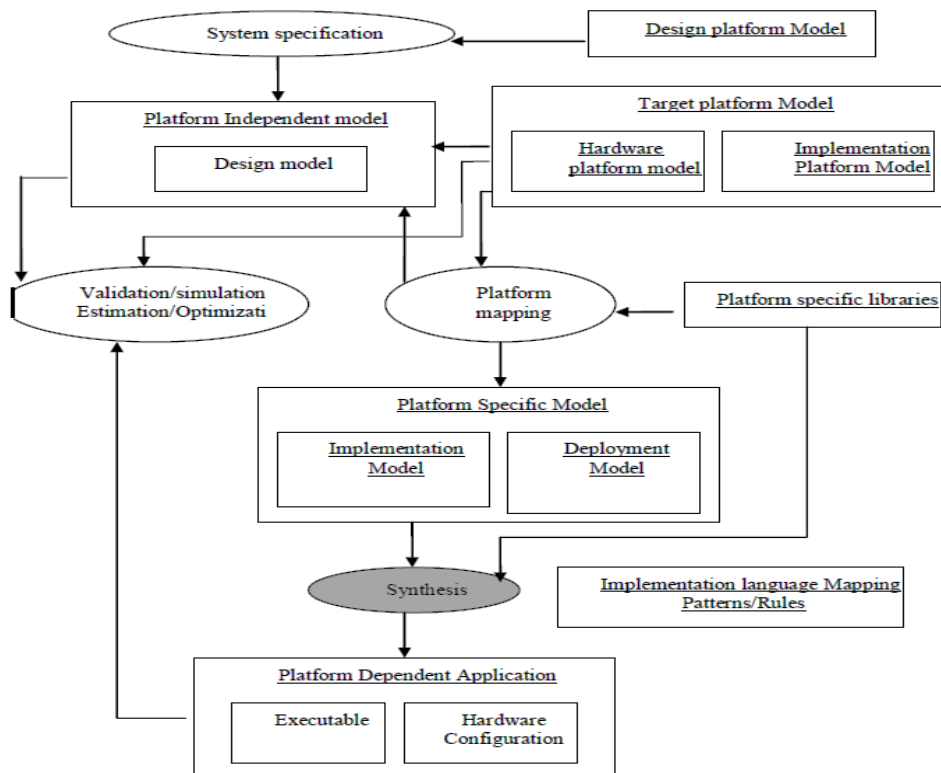 System specification
Design platform Model
Platform Independent model
Design model
Target platform Model
Hardware
platform model
Implementation
Platform Model
Validation/simulation
Estimation/Optimizati
Platform
mapping
Platform specific libraries
Platform Specific Model
Implementation
Model
Deployment
Model
Synthesis
Implementation language Mapping
Patterns/Rules
Platform Dependent Application
Executable
Hardware
Configuration